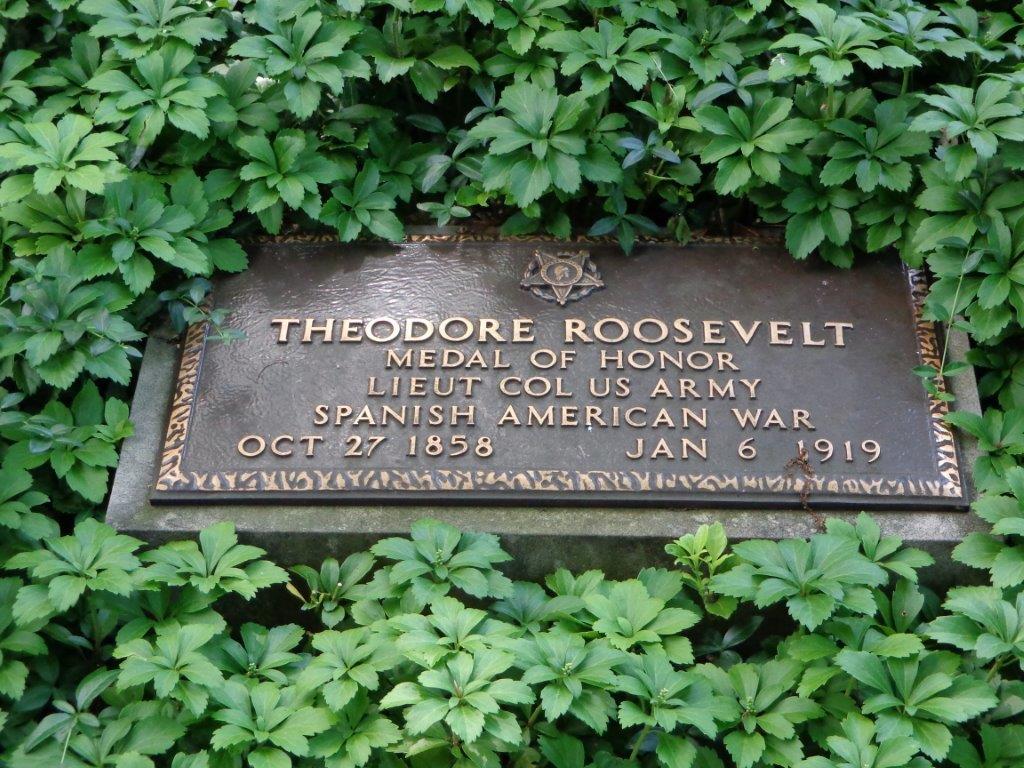 THEODORE ROOSEVELT
MEDAL OF HONOR
LIEUT COL US ARMY
SPANISH AMERICAN WAR
OCT 27 1858 JAN 6 1919